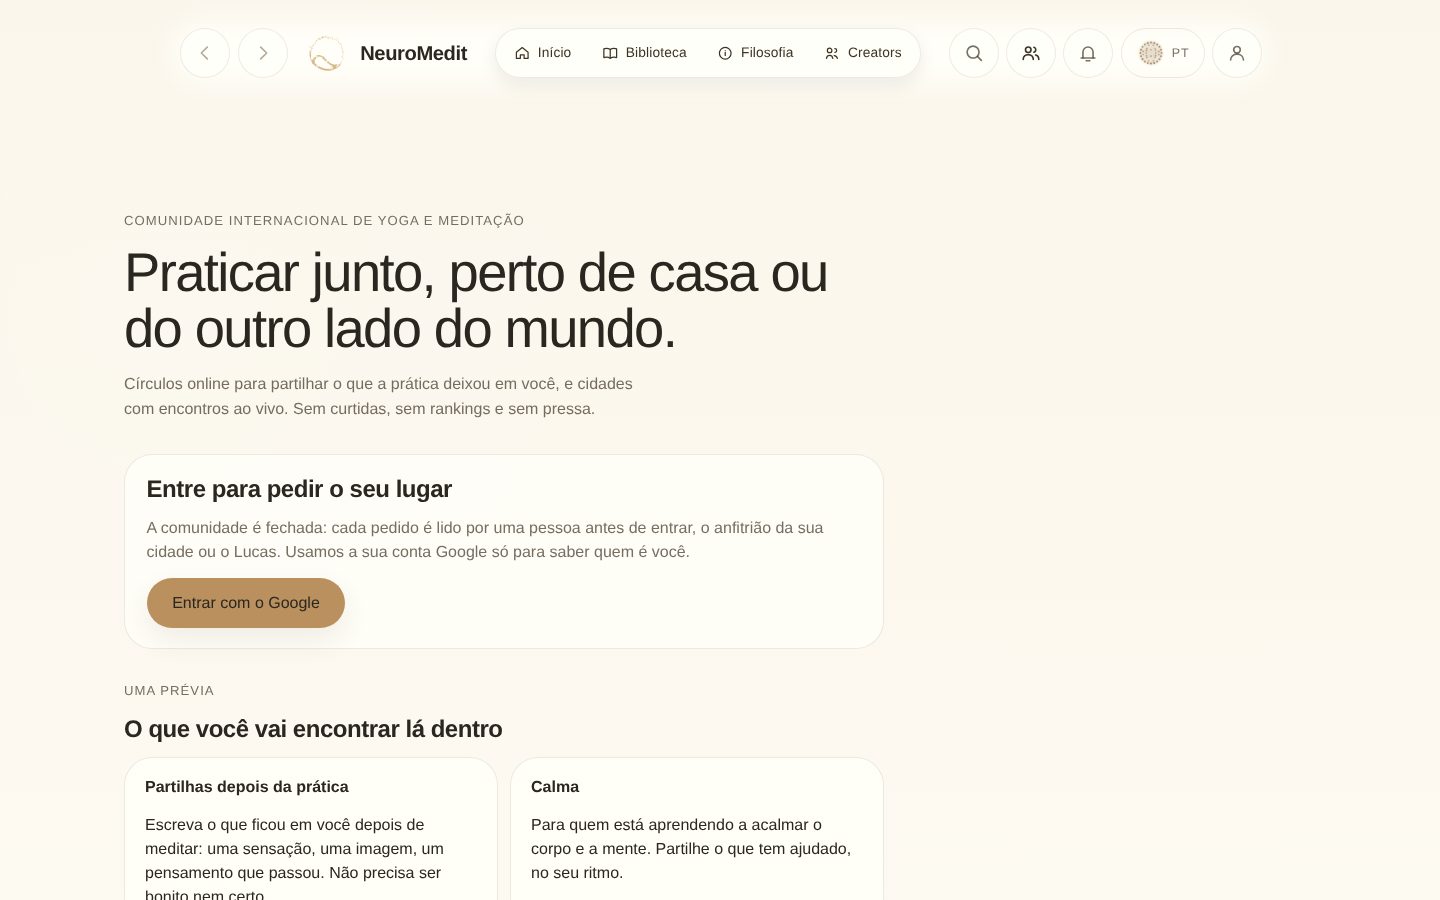 NeuroMedit
Início
Biblioteca
Filosofia
Creators
PT
COMUNIDADE INTERNACIONAL DE YOGA E MEDITAÇÃO
Praticar junto, perto de casa ou
do outro lado do mundo.
Círculos online para partilhar o que a prática deixou em você, e cidades
com encontros ao vivo. Sem curtidas, sem rankings e sem pressa.
Entre para pedir o seu lugar
A comunidade é fechada: cada pedido é lido por uma pessoa antes de entrar, o anfitrião da sua
cidade ou o Lucas. Usamos a sua conta Google só para saber quem é você.
Entrar com o Google
UMA PRÉVIA
O que você vai encontrar lá dentro
Partilhas depois da prática
Escreva o que ficou em você depois de
meditar: uma sensação, uma imagem, um
pensamento que passou. Não precisa ser
bonito nem certo
Calma
Para quem está aprendendo a acalmar o
corpo e a mente. Partilhe o que tem ajudado,
no seu ritmo.